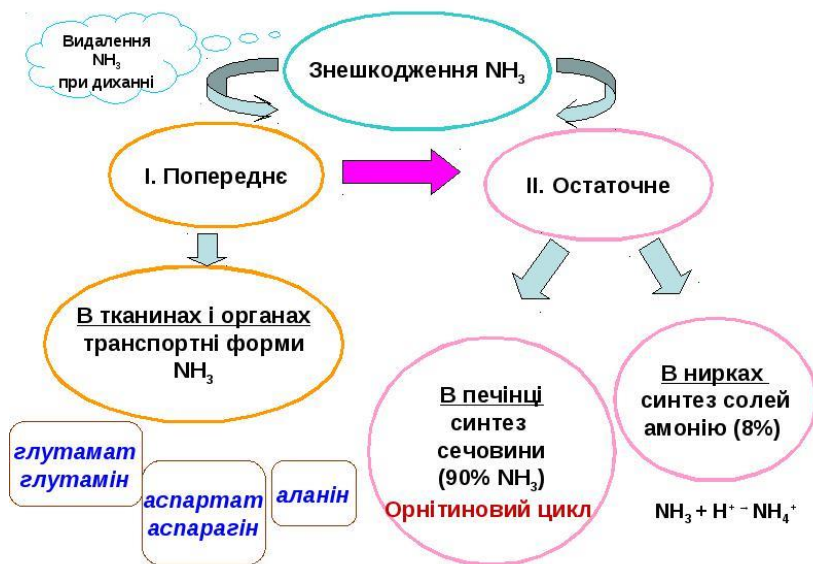 Видалення
NH₃
при диханні
Знешкодження NH₃
I. Попереднє
II. Остаточне
В тканинах і органах
транспортні форми
NH₃
В печінці
синтез
сечовини
(90% NH₃)
Орнітиновий цикл
В нирках
синтез солей
амонію (8%)
глутамат
глутамін
аспартат
аспарагін
аланін
NH₃ + H⁺ → NH₄⁺